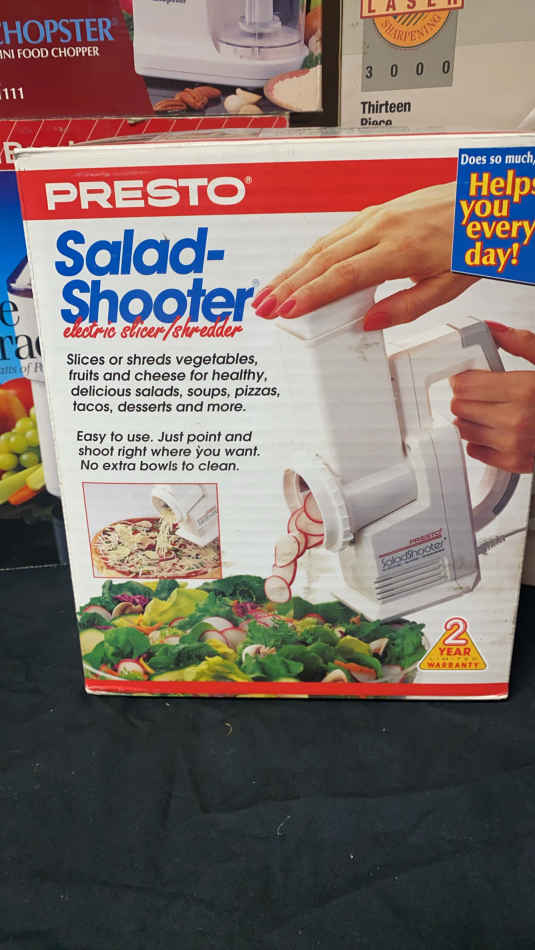 CHOPSTER
MINI FOOD CHOPPER
LASER
SHARPENING
3 0 0 0
Thirteen
Piece
PRESTO®
Does so much,
Helps
you
every
day!
Salad-
Shooter®
electric slicer/shredder
Slices or shreds vegetables,
fruits and cheese for healthy,
delicious salads, soups, pizzas,
tacos, desserts and more.
Easy to use. Just point and
shoot right where you want.
No extra bowls to clean.
PRESTO
SaladShooter
2
YEAR
LIMITED
WARRANTY